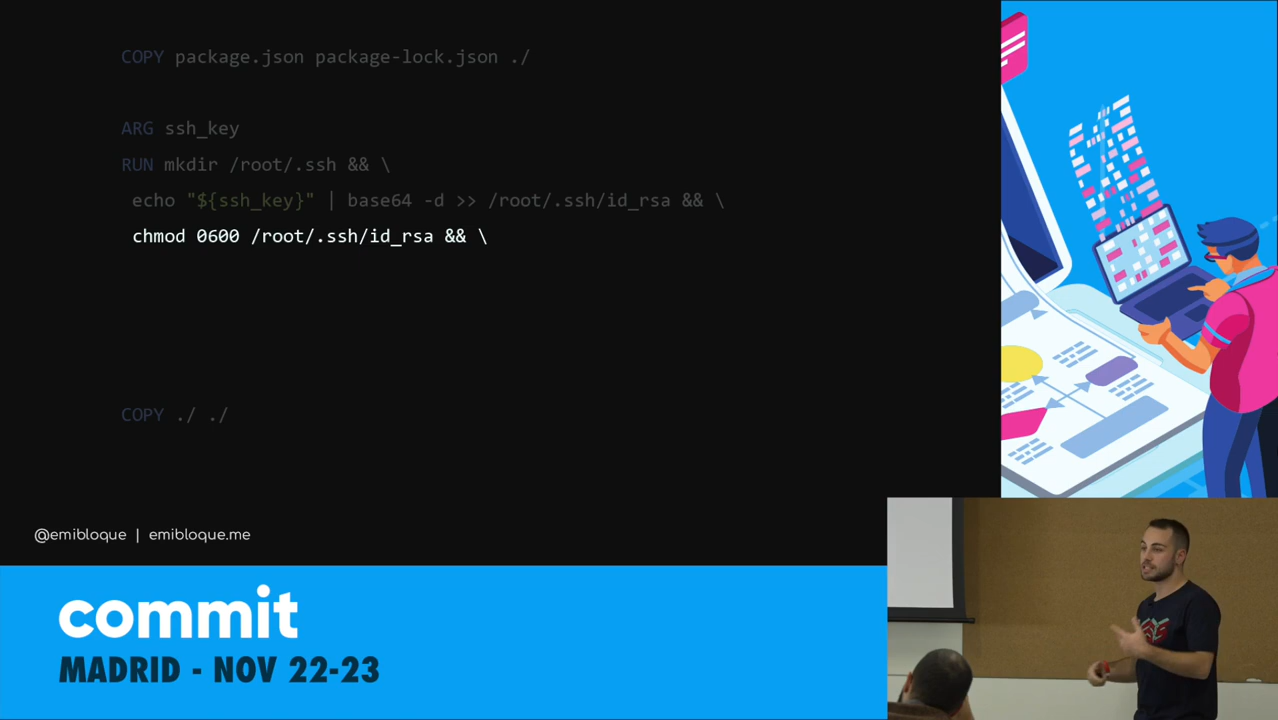 COPY package.json package-lock.json ./
ARG ssh_key
RUN mkdir /root/.ssh && \
echo "${ssh_key}" | base64 -d >> /root/.ssh/id_rsa && \
chmod 0600 /root/.ssh/id_rsa && \
COPY ./ ./
@emibloque | emibloque.me
commit
MADRID - NOV 22-23